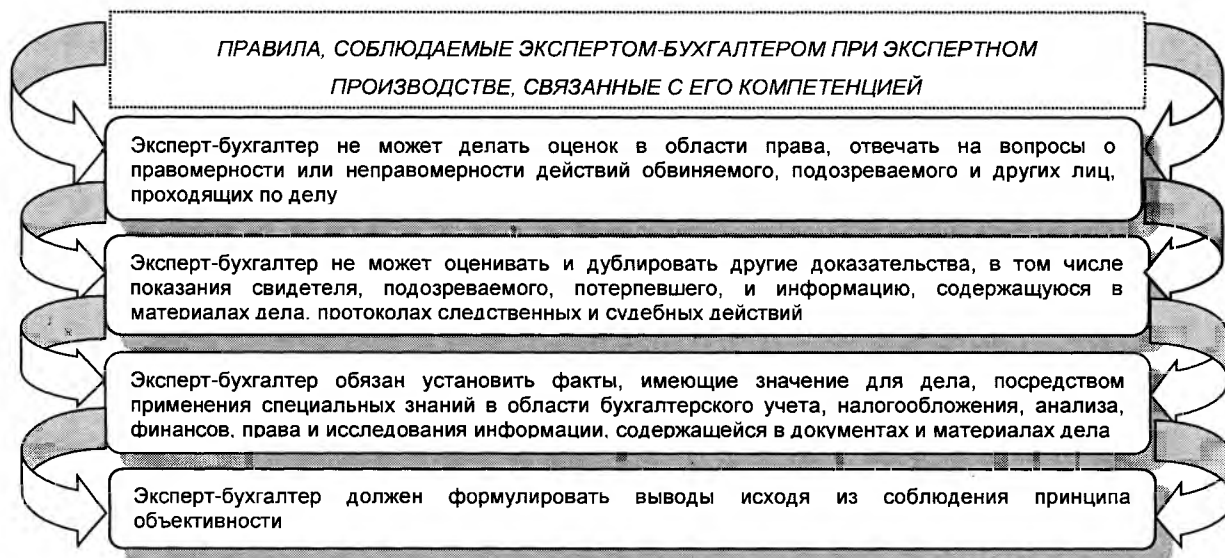 ПРАВИЛА, СОБЛЮДАЕМЫЕ ЭКСПЕРТОМ-БУХГАЛТЕРОМ ПРИ ЭКСПЕРТНОМ
ПРОИЗВОДСТВЕ, СВЯЗАННЫЕ С ЕГО КОМПЕТЕНЦИЕЙ
Эксперт-бухгалтер не может делать оценок в области права, отвечать на вопросы о
правомерности или неправомерности действий обвиняемого, подозреваемого и других лиц,
проходящих по делу
Эксперт-бухгалтер не может оценивать и дублировать другие доказательства, в том числе
показания свидетеля, подозреваемого, потерпевшего, и информацию, содержащуюся в
материалах дела, протоколах следственных и судебных действий
Эксперт-бухгалтер обязан установить факты, имеющие значение для дела, посредством
применения специальных знаний в области бухгалтерского учета, налогообложения, анализа,
финансов, права и исследования информации, содержащейся в документах и материалах дела
Эксперт-бухгалтер должен формулировать выводы исходя из соблюдения принципа
объективности